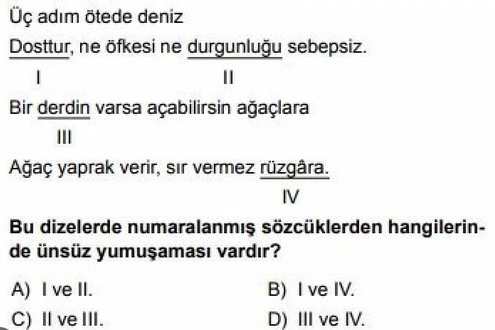 Üç adım ötede deniz
Dosttur, ne öfkesi ne durgunluğu sebepsiz.
I II
Bir derdin varsa açabilirsin ağaçlara
III
Ağaç yaprak verir, sır vermez rüzgâra.
IV
Bu dizelerde numaralanmış sözcüklerden hangilerin-
de ünsüz yumuşaması vardır?
A) I ve II. B) I ve IV.
C) II ve III. D) III ve IV.